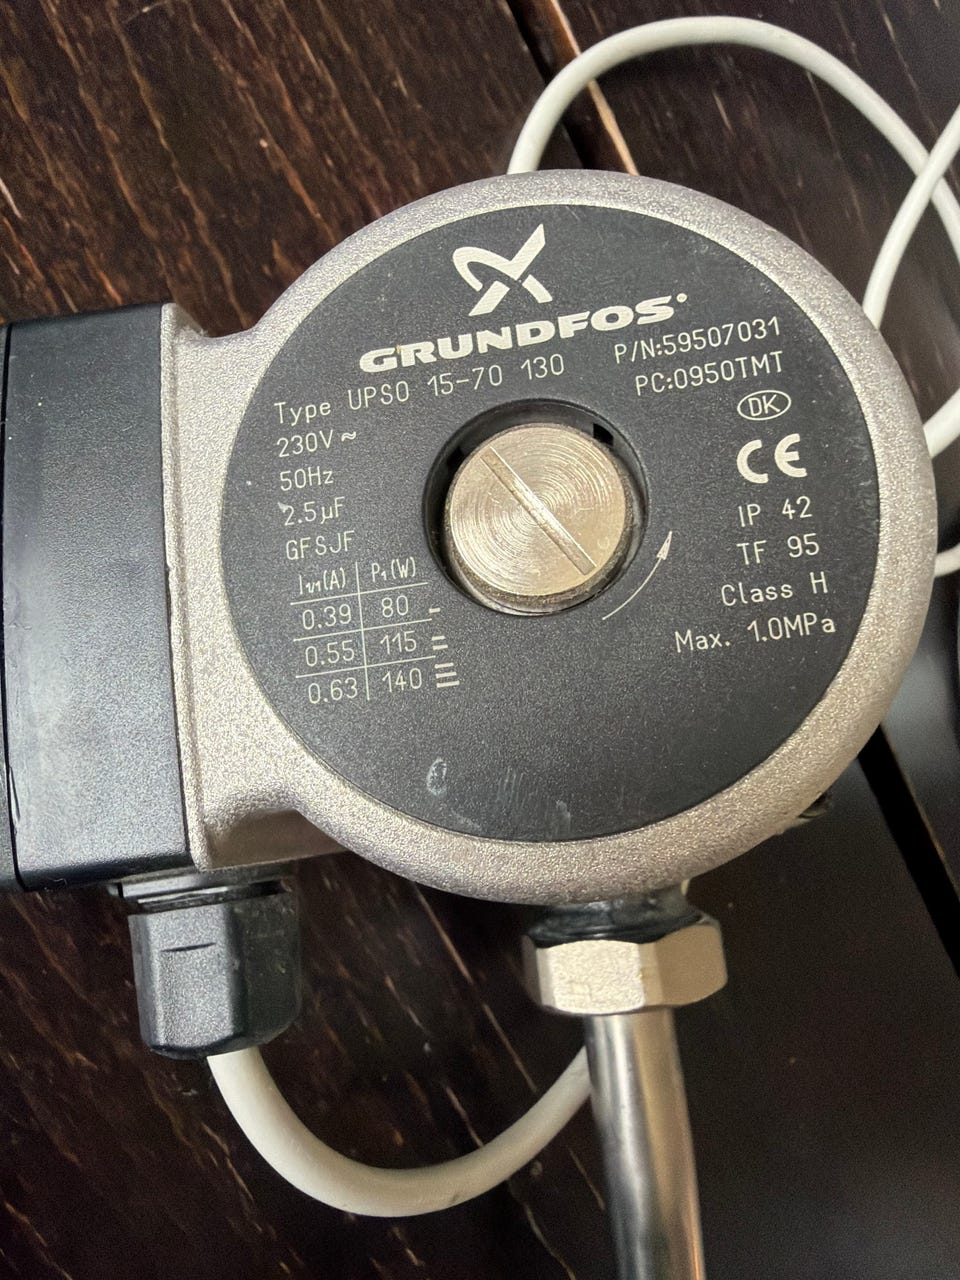 GRUNDFOS
Type UPSO 15-70 130
P/N:59507031
PC:0950TMT
230V ~
50Hz
2.5µF
GFSJF
DK
CE
IP 42
TF 95
Class H
Max. 1.0MPa
I1/1(A) P1(W)
0.39 80
0.55 115
0.63 140